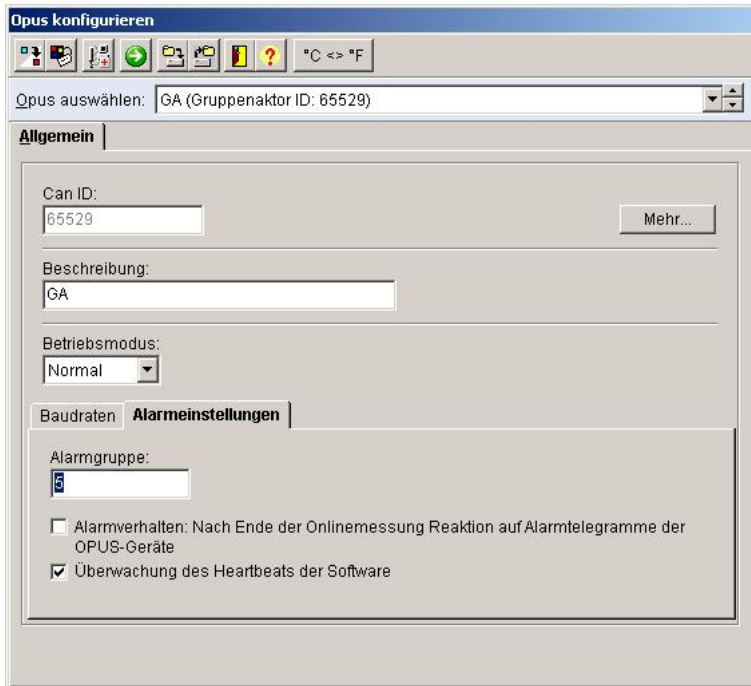 Opus konfigurieren
°C <> °F
Opus auswählen: GA (Gruppenaktor ID: 65529)
Allgemein
Can ID:
65529
Mehr...
Beschreibung:
GA
Betriebsmodus:
Normal
Baudraten Alarmeinstellungen
Alarmgruppe:
5
Alarmverhalten: Nach Ende der Onlinemessung Reaktion auf Alarmtelegramme der
OPUS-Geräte
Überwachung des Heartbeats der Software